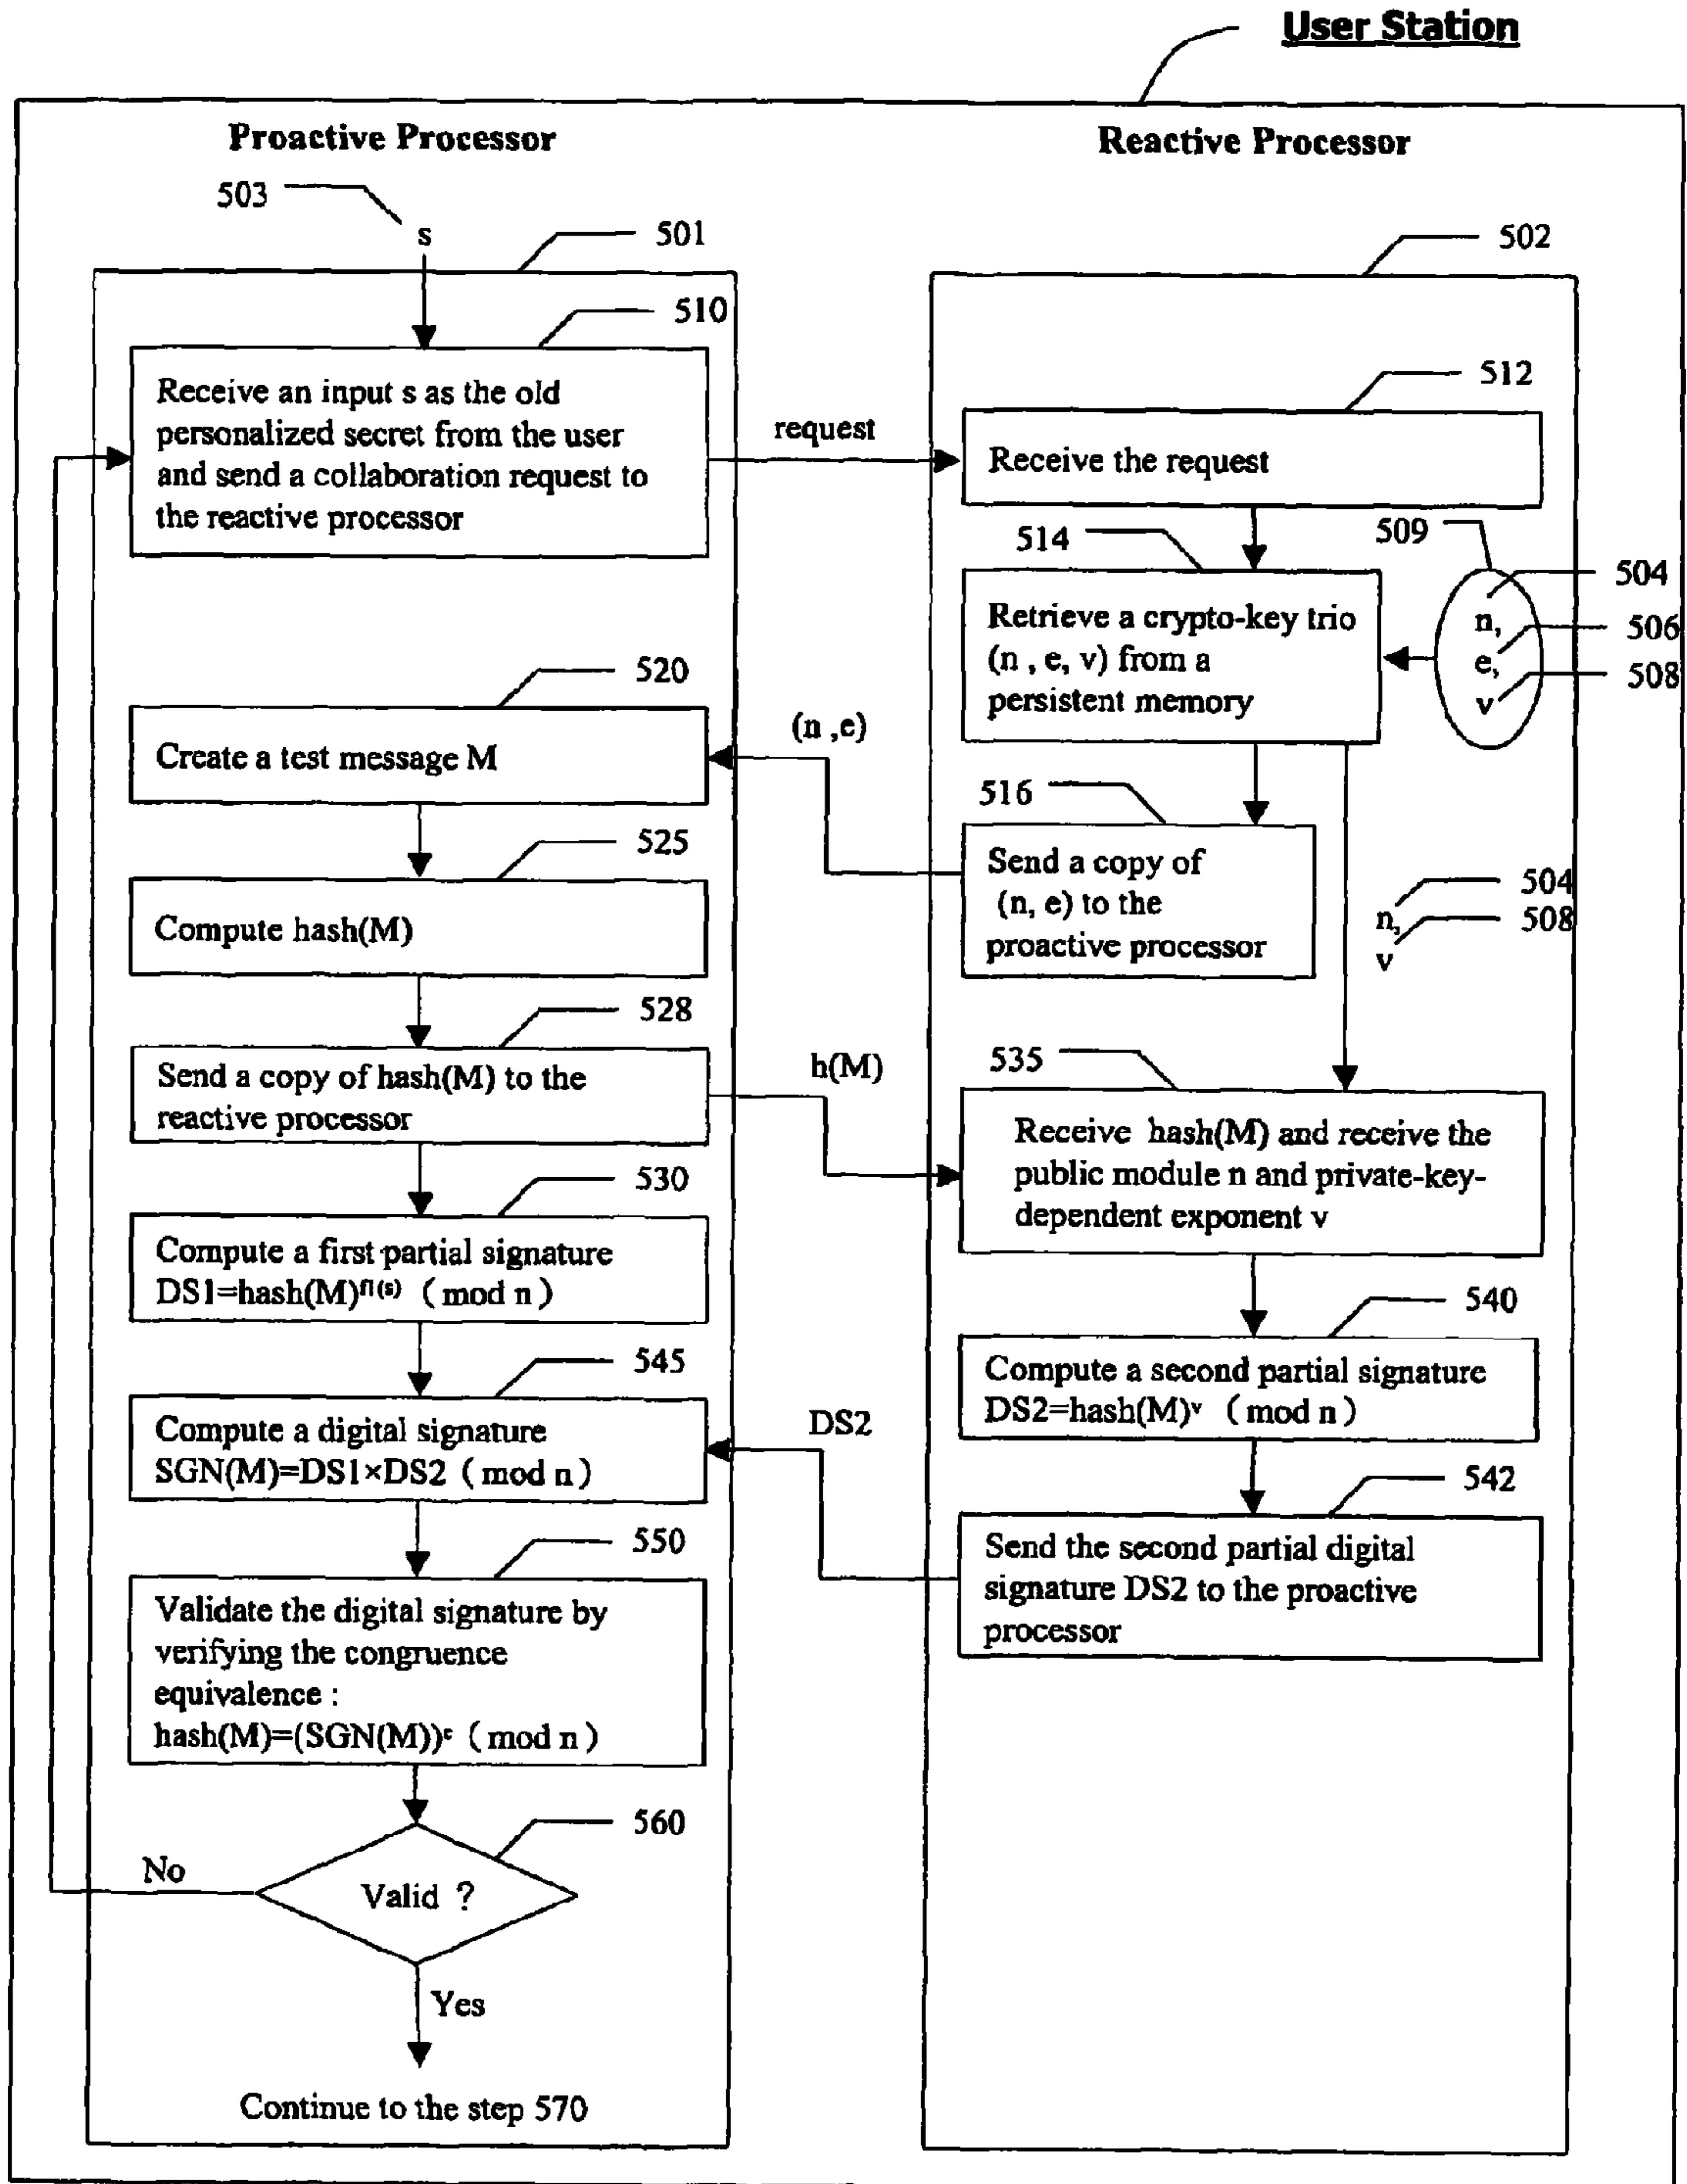 User Station
Proactive Processor
Reactive Processor
503
s
501
502
510
Receive an input s as the old
personalized secret from the user
and send a collaboration request to
the reactive processor
request
512
Receive the request
514
509
504
n,
506
e,
508
v
Retrieve a crypto-key trio
(n , e, v) from a
persistent memory
520
(n ,e)
Create a test message M
516
Send a copy of
(n, e) to the
proactive processor
504
n,
508
v
525
Compute hash(M)
528
Send a copy of hash(M) to the
reactive processor
h(M)
535
Receive hash(M) and receive the
public module n and private-key-
dependent exponent v
530
Compute a first partial signature
DS1=hash(M)^f1(s) ( mod n )
540
Compute a second partial signature
DS2=hash(M)^v ( mod n )
545
Compute a digital signature
SGN(M)=DS1×DS2 ( mod n )
DS2
542
Send the second partial digital
signature DS2 to the proactive
processor
550
Validate the digital signature by
verifying the congruence
equivalence :
hash(M)=(SGN(M))^e ( mod n )
560
Valid ?
No
Yes
Continue to the step 570